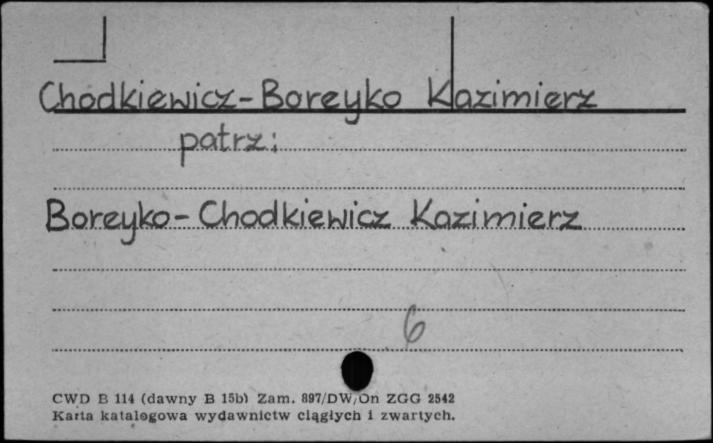 Chodkiewicz-Boreyko Kazimierz
patrz:
Boreyko-Chodkiewicz Kazimierz
6
CWD B 114 (dawny B 15b) Zam. 897/DW/On ZGG 2542
Karta katalogowa wydawnictw ciągłych i zwartych.